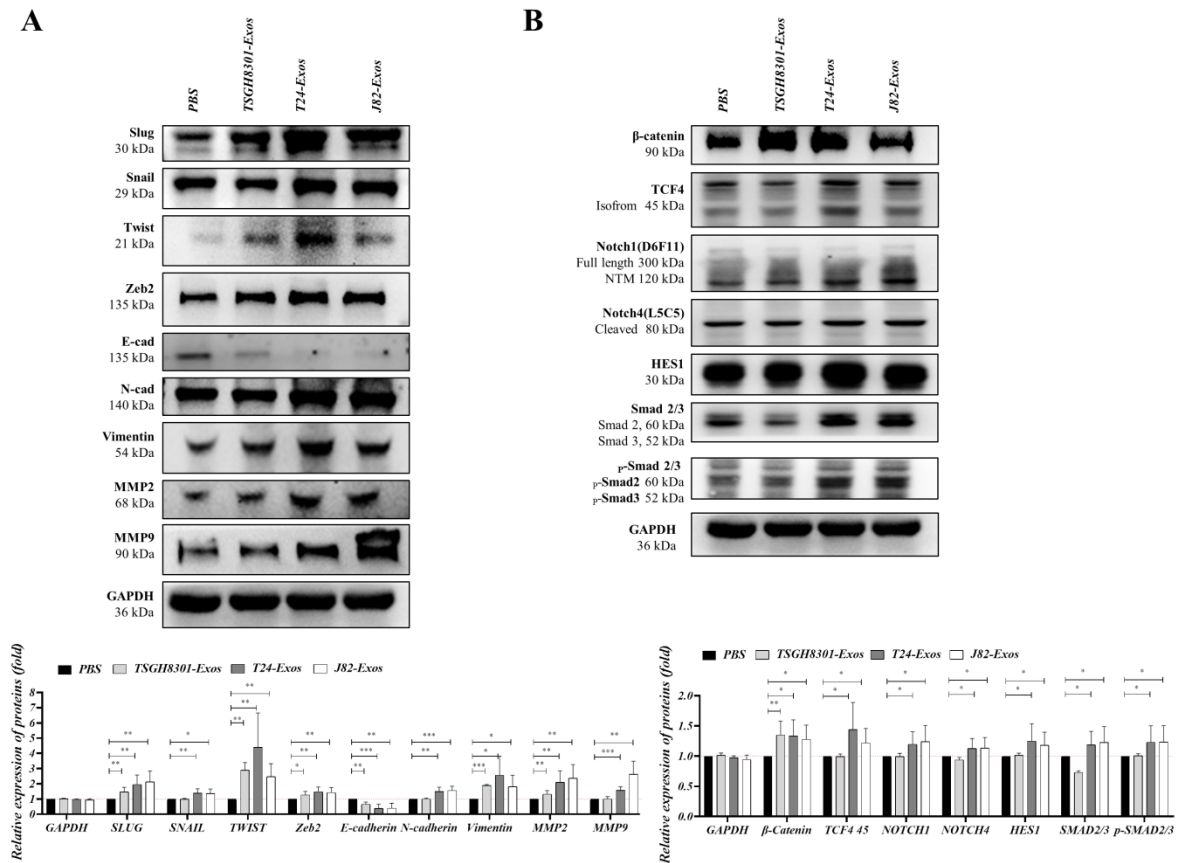 A
PBS
TSGH8301-Exos
T24-Exos
J82-Exos
Slug
30 kDa
Snail
29 kDa
Twist
21 kDa
Zeb2
135 kDa
E-cad
135 kDa
N-cad
140 kDa
Vimentin
54 kDa
MMP2
68 kDa
MMP9
90 kDa
GAPDH
36 kDa
Relative expression of proteins (fold)
PBS TSGH8301-Exos T24-Exos J82-Exos
8
7
6
5
4
3
2
1
0
** ** **
* **
** ** **
** ** *
** *** **
*** **
* * ***
** ** **
** ***
GAPDH SLUG SNAIL TWIST Zeb2 E-cadherin N-cadherin Vimentin MMP2 MMP9
B
PBS
TSGH8301-Exos
T24-Exos
J82-Exos
β-catenin
90 kDa
TCF4
Isofrom 45 kDa
Notch1(D6F11)
Full length 300 kDa
NTM 120 kDa
Notch4(L5C5)
Cleaved 80 kDa
HES1
30 kDa
Smad 2/3
Smad 2, 60 kDa
Smad 3, 52 kDa
p-Smad 2/3
p-Smad2 60 kDa
p-Smad3 52 kDa
GAPDH
36 kDa
Relative expression of proteins (fold)
PBS TSGH8301-Exos T24-Exos J82-Exos
2.0
1.5
1.0
0.5
0.0
* * **
* *
* *
* *
* *
* *
* *
GAPDH β-Catenin TCF4 45 NOTCH1 NOTCH4 HES1 SMAD2/3 p-SMAD2/3